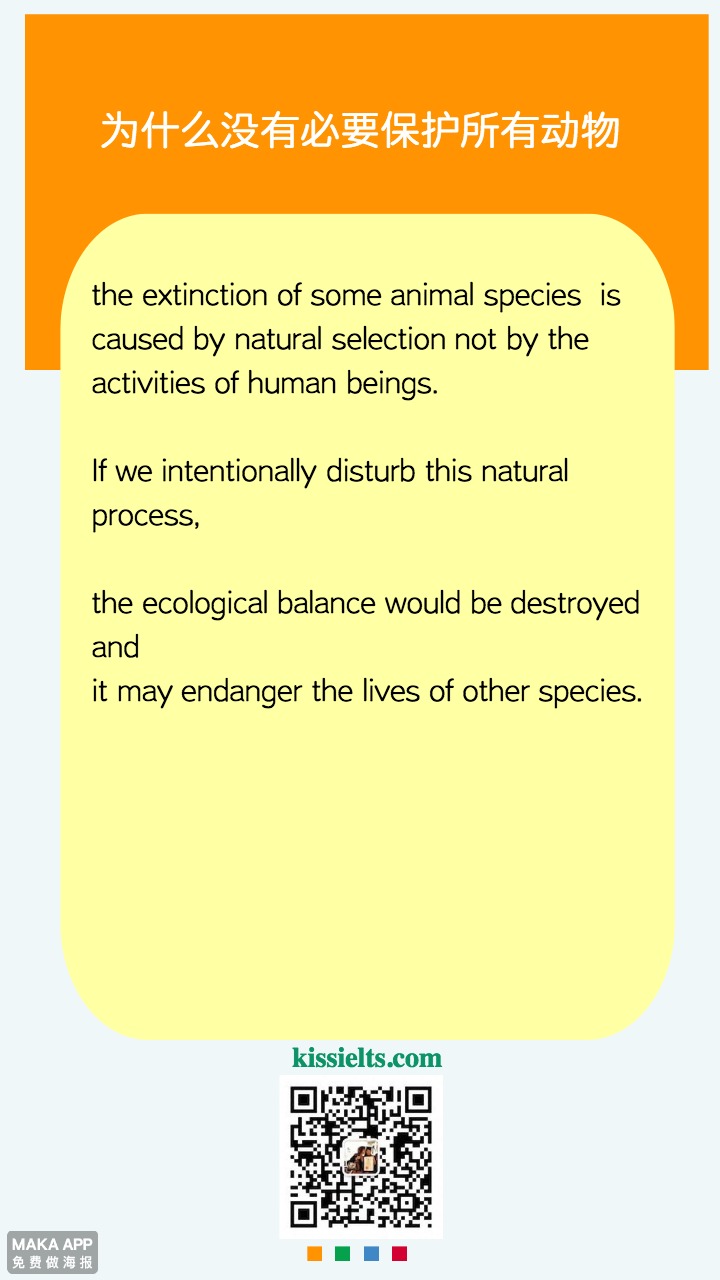 为什么没有必要保护所有动物
the extinction of some animal species  is
caused by natural selection not by the
activities of human beings.
If we intentionally disturb this natural
process,
the ecological balance would be destroyed
and
it may endanger the lives of other species.
kissielts.com
MAKA APP
免费做海报